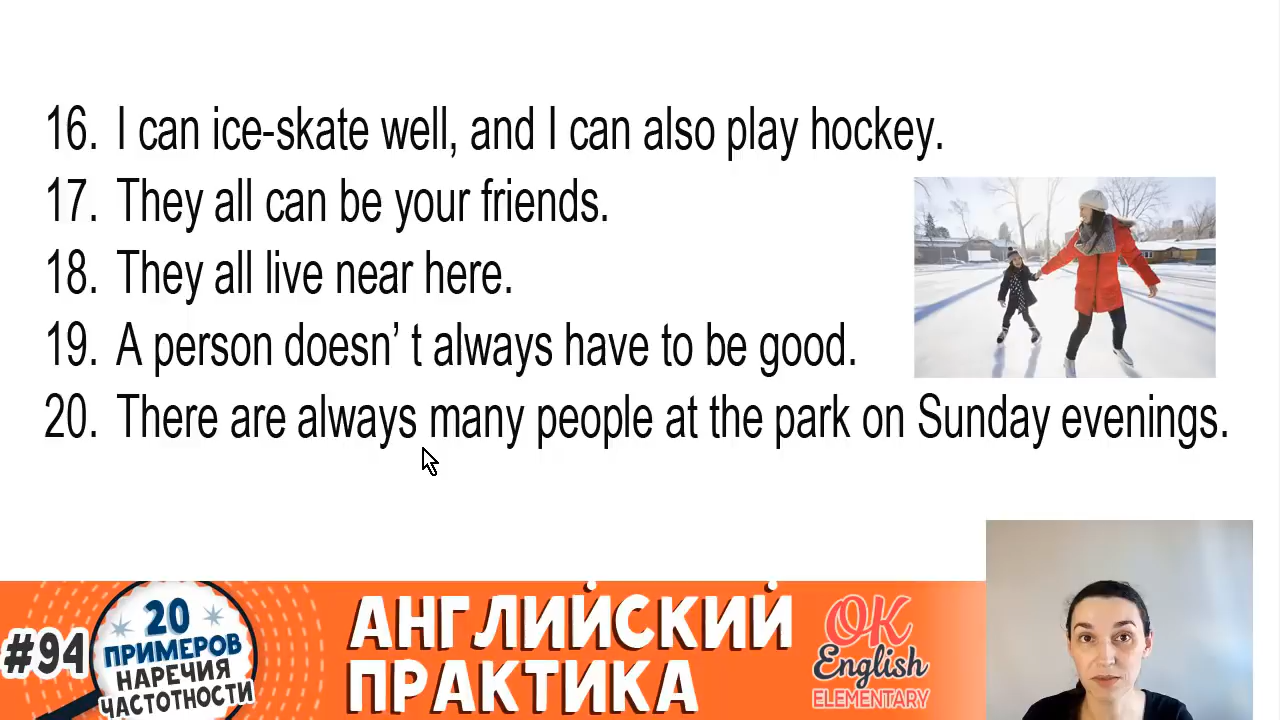 16. I can ice-skate well, and I can also play hockey.
17. They all can be your friends.
18. They all live near here.
19. A person doesn’ t always have to be good.
20. There are always many people at the park on Sunday evenings.
#94
20
ПРИМЕРОВ
НАРЕЧИЯ
ЧАСТОТНОСТИ
АНГЛИЙСКИЙ
ПРАКТИКА
OK
English
ELEMENTARY